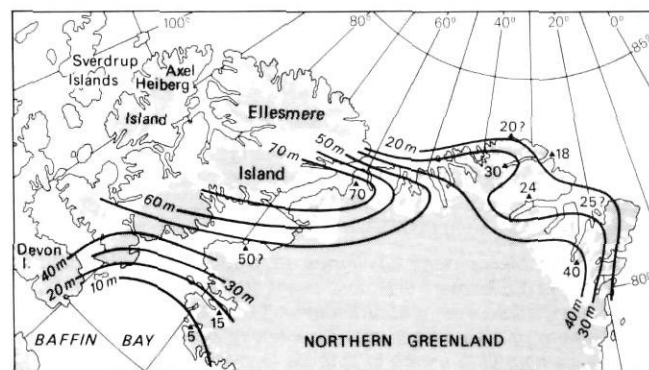 100°
80°
60°
40°
20°
0°
85°
Sverdrup
Islands
Axel
Heiberg
Island
Ellesmere
Island
70 m
50 m
20 m
20?
18
30
70
24
25?
60 m
Devon
I.
40 m
50?
40
80°
20 m
10 m
30 m
15
5
40 m
30 m
BAFFIN BAY
NORTHERN GREENLAND